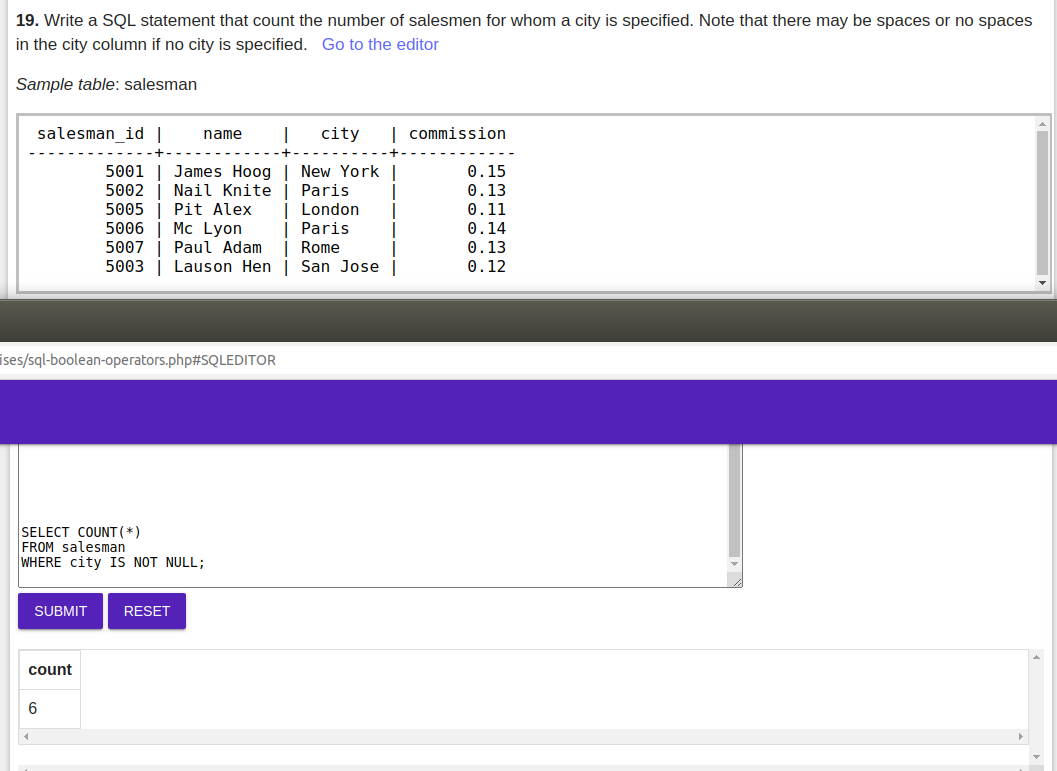 19. Write a SQL statement that count the number of salesmen for whom a city is specified. Note that there may be spaces or no spaces
in the city column if no city is specified.   Go to the editor
Sample table: salesman
 salesman_id |    name    |   city   | commission
-------------+------------+----------+------------
        5001 | James Hoog | New York |       0.15
        5002 | Nail Knite | Paris    |       0.13
        5005 | Pit Alex   | London   |       0.11
        5006 | Mc Lyon    | Paris    |       0.14
        5007 | Paul Adam  | Rome     |       0.13
        5003 | Lauson Hen | San Jose |       0.12
ises/sql-boolean-operators.php#SQLEDITOR
SELECT COUNT(*)
FROM salesman
WHERE city IS NOT NULL;
SUBMIT RESET
count
6